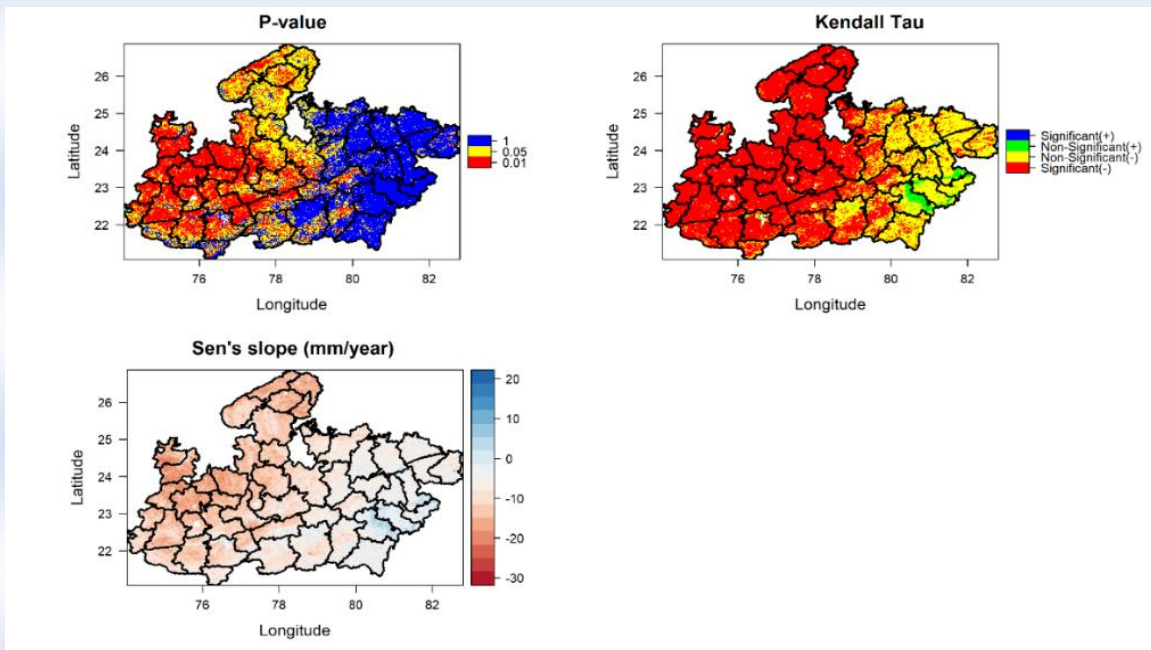 P-value
26
25
24
23
22
Latitude
76
78
80
82
Longitude
1
0.05
0.01
Kendall Tau
26
25
24
23
22
Latitude
76
78
80
82
Longitude
Significant(+)
Non-Significant(+)
Non-Significant(-)
Significant(-)
Sen's slope (mm/year)
26
25
24
23
22
Latitude
76
78
80
82
Longitude
20
10
0
-10
-20
-30